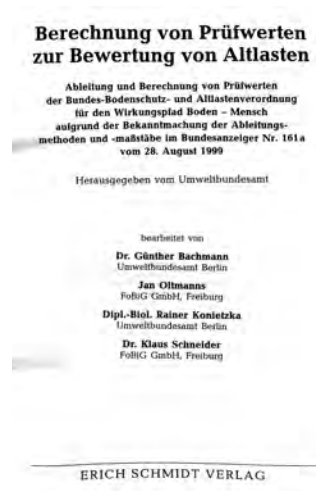 Berechnung von Prüfwerten
zur Bewertung von Altlasten
Ableitung und Berechnung von Prüfwerten
der Bundes-Bodenschutz- und Altlastenverordnung
für den Wirkungspfad Boden – Mensch
aufgrund der Bekanntmachung der Ableitungs-
methoden und -maßstäbe im Bundesanzeiger Nr. 161a
vom 28. August 1999
Herausgegeben vom Umweltbundesamt
bearbeitet von
Dr. Günther Bachmann
Umweltbundesamt Berlin
Jan Oltmanns
FoBiG GmbH, Freiburg
Dipl.-Biol. Rainer Konietzka
Umweltbundesamt Berlin
Dr. Klaus Schneider
FoBiG GmbH, Freiburg
ERICH SCHMIDT VERLAG